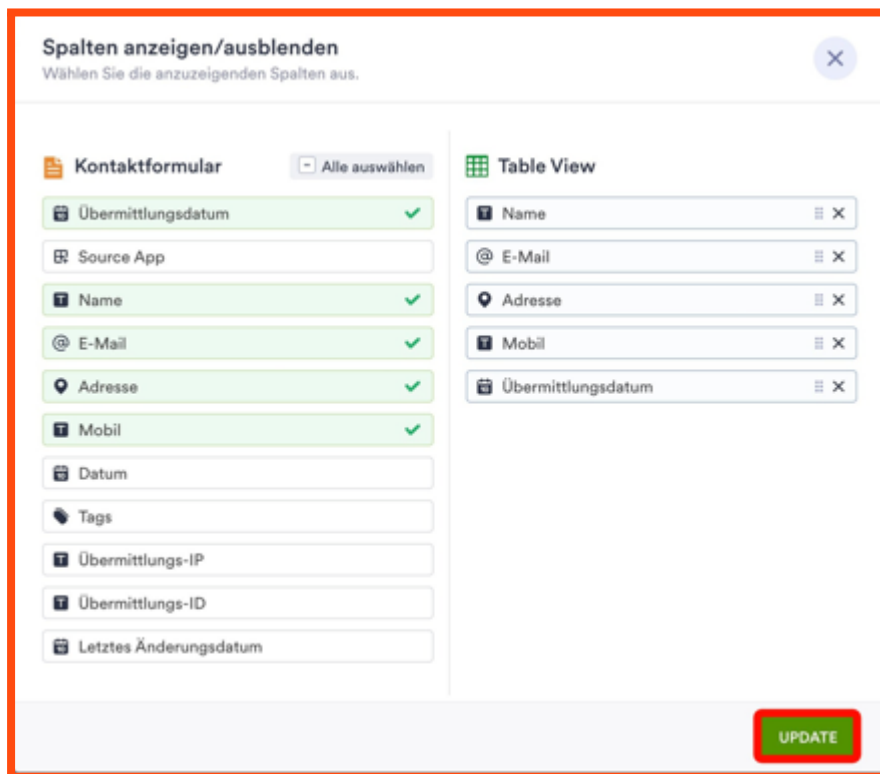 Spalten anzeigen/ausblenden
Wählen Sie die anzuzeigenden Spalten aus.
Kontaktformular
Alle auswählen
Übermittlungsdatum
Source App
Name
E-Mail
Adresse
Mobil
Datum
Tags
Übermittlungs-IP
Übermittlungs-ID
Letztes Änderungsdatum
Table View
Name
E-Mail
Adresse
Mobil
Übermittlungsdatum
UPDATE